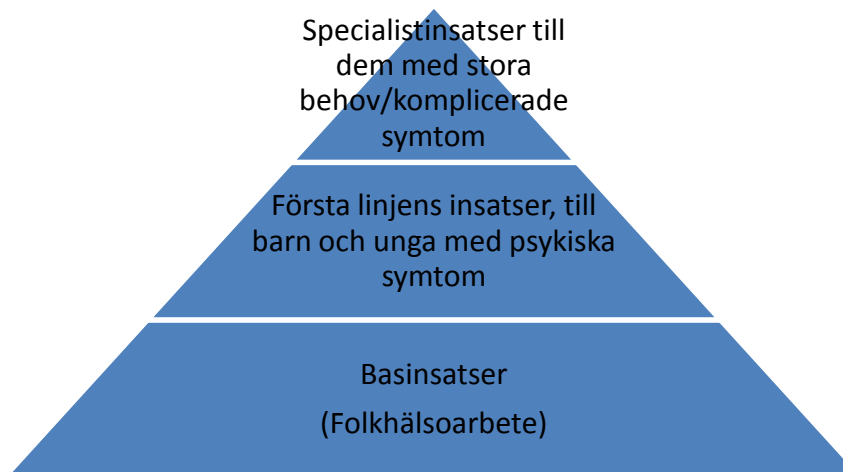 Specialistinsatser till
dem med stora
behov/komplicerade
symtom
Första linjens insatser, till
barn och unga med psykiska
symtom
Basinsatser
(Folkhälsoarbete)